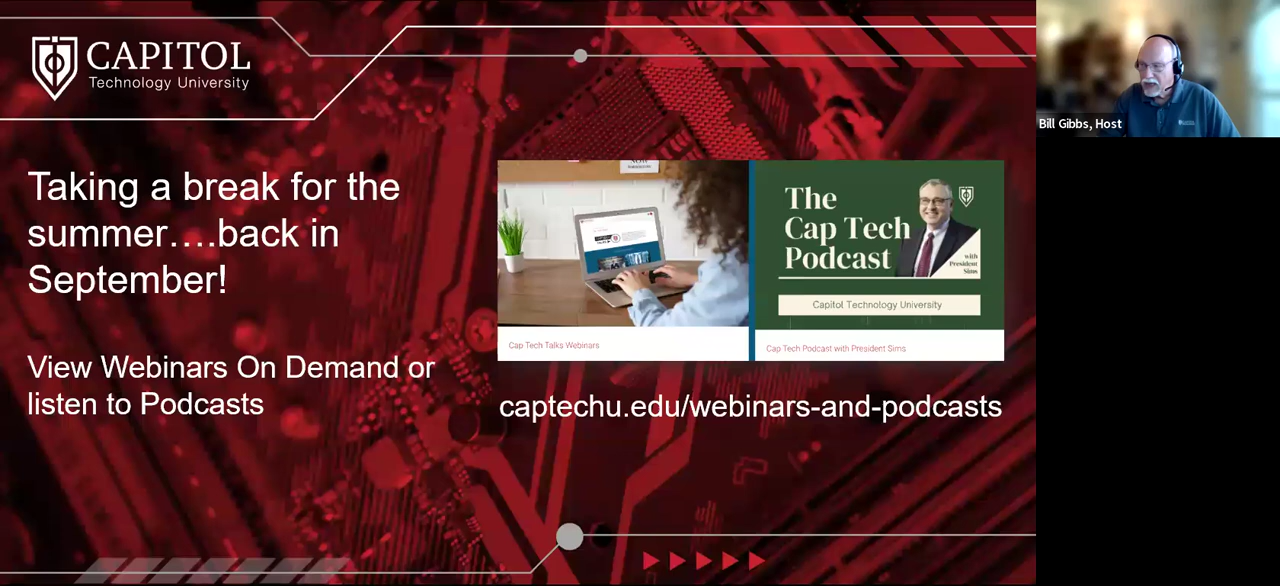 CAPITOL
Technology University
Bill Gibbs, Host
Taking a break for the
summer....back in
September!
View Webinars On Demand or
listen to Podcasts
Cap Tech Talks Webinars
The
Cap Tech
Podcast
with
President
Sims
Capitol Technology University
Cap Tech Podcast with President Sims
captechu.edu/webinars-and-podcasts